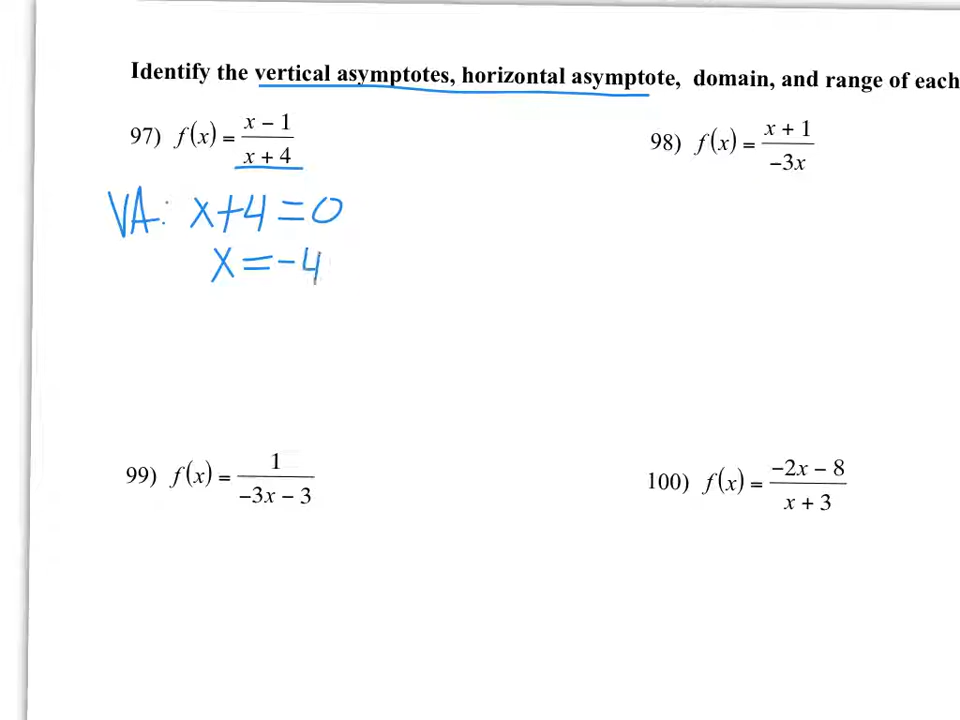 Identify the vertical asymptotes, horizontal asymptote, domain, and range of each
97) f(x) = (x − 1)/(x + 4)
98) f(x) = (x + 1)/(−3x)
VA: x+4=0
x=-4
99) f(x) = 1/(−3x − 3)
100) f(x) = (−2x − 8)/(x + 3)